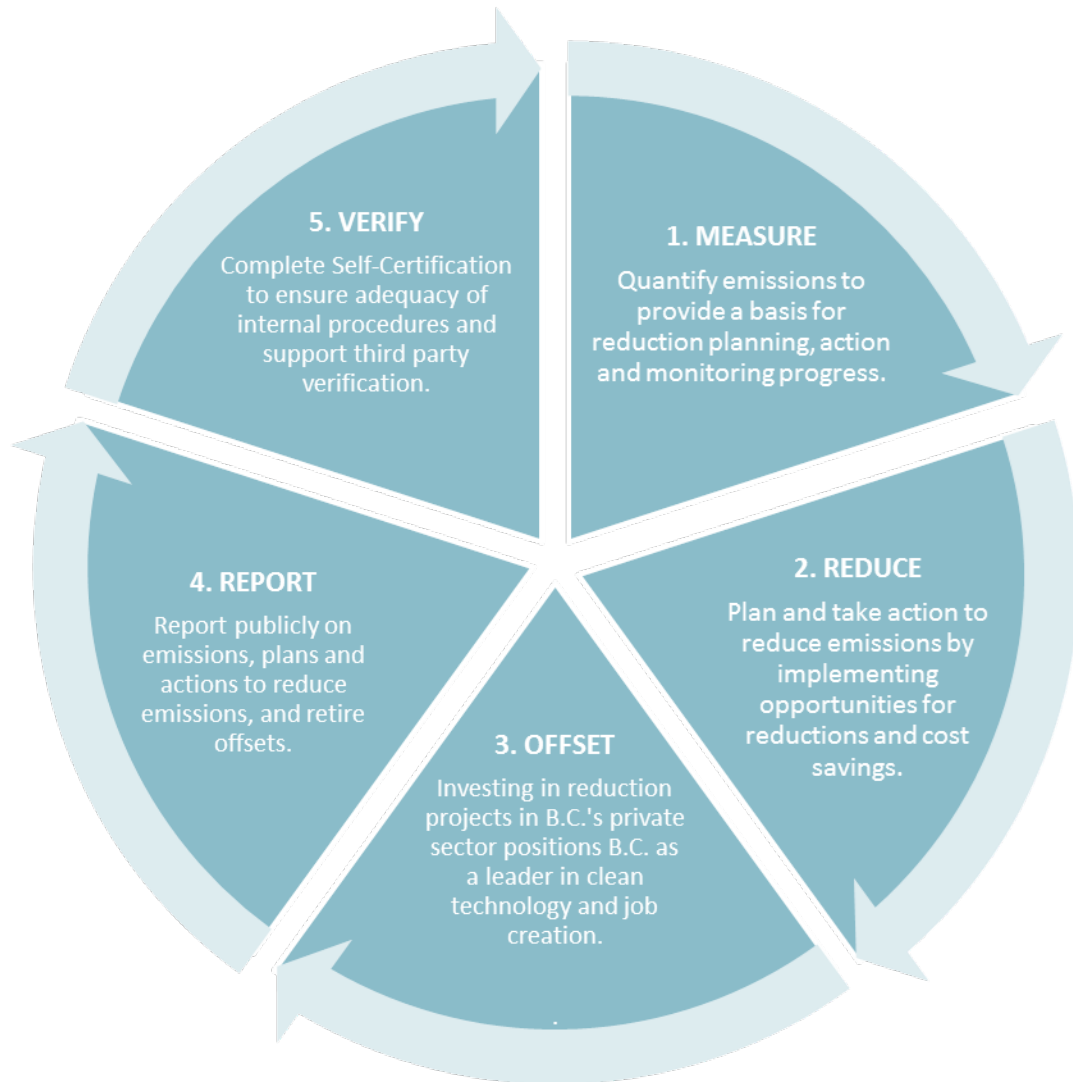 1. MEASURE
Quantify emissions to
provide a basis for
reduction planning, action
and monitoring progress.
2. REDUCE
Plan and take action to
reduce emissions by
implementing
opportunities for
reductions and cost
savings.
3. OFFSET
Investing in reduction
projects in B.C.'s private
sector positions B.C. as
a leader in clean
technology and job
creation.
.
4. REPORT
Report publicly on
emissions, plans and
actions to reduce
emissions, and retire
offsets.
5. VERIFY
Complete Self-Certification
to ensure adequacy of
internal procedures and
support third party
verification.